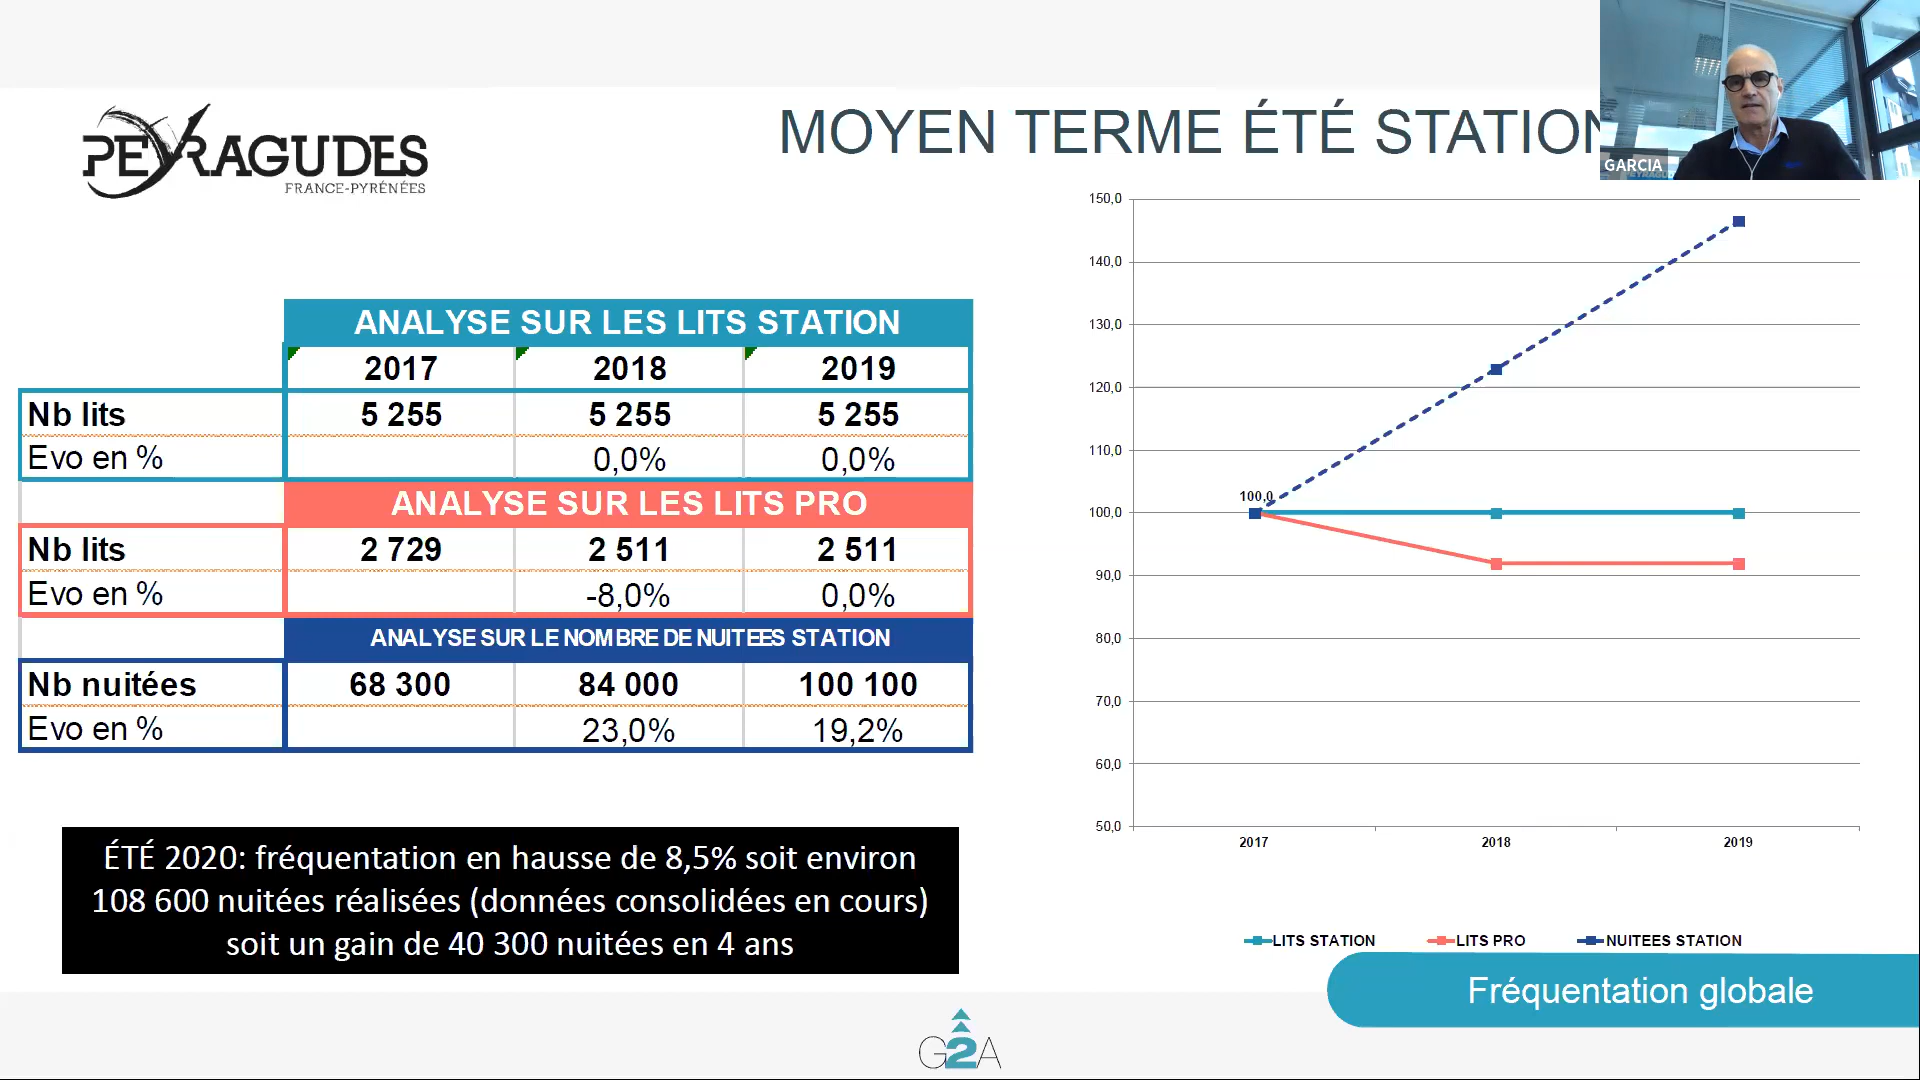 PEYRAGUDES
FRANCE-PYRÉNÉES
MOYEN TERME ÉTÉ STATION
GARCIA
ANALYSE SUR LES LITS STATION
2017 2018 2019
Nb lits 5 255 5 255 5 255
Evo en % 0,0% 0,0%
ANALYSE SUR LES LITS PRO
Nb lits 2 729 2 511 2 511
Evo en % -8,0% 0,0%
ANALYSE SUR LE NOMBRE DE NUITEES STATION
Nb nuitées 68 300 84 000 100 100
Evo en % 23,0% 19,2%
ÉTÉ 2020: fréquentation en hausse de 8,5% soit environ
108 600 nuitées réalisées (données consolidées en cours)
soit un gain de 40 300 nuitées en 4 ans
150,0
140,0
130,0
120,0
110,0
100,0
100,0
90,0
80,0
70,0
60,0
50,0
2017 2018 2019
LITS STATION LITS PRO NUITEES STATION
Fréquentation globale
G2A